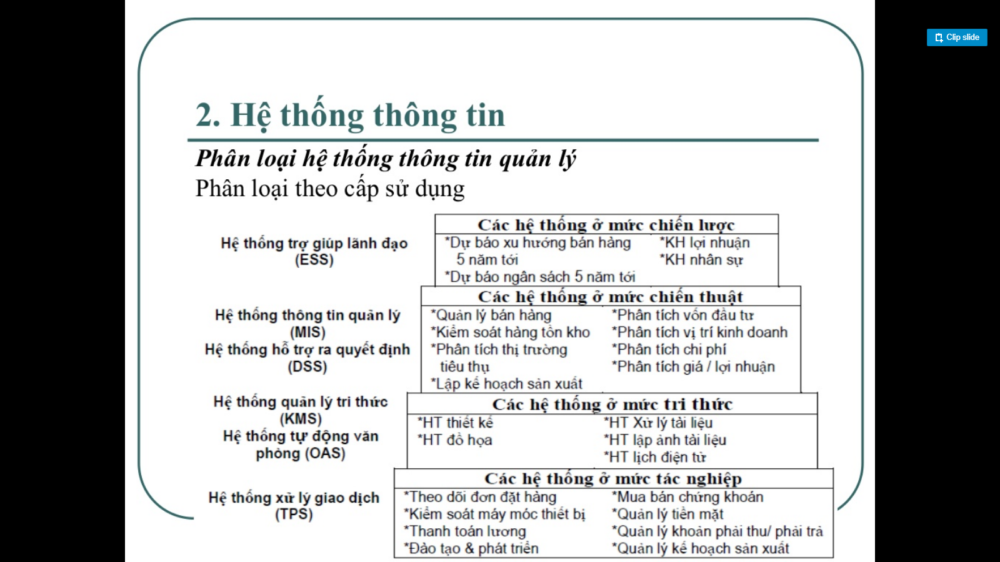 Clip slide
2. Hệ thống thông tin
Phân loại hệ thống thông tin quản lý
Phân loại theo cấp sử dụng
Hệ thống trợ giúp lãnh đạo
(ESS)
Các hệ thống ở mức chiến lược
*Dự báo xu hướng bán hàng
5 năm tới
*Dự báo ngân sách 5 năm tới
*KH lợi nhuận
*KH nhân sự
Hệ thống thông tin quản lý
(MIS)
Hệ thống hỗ trợ ra quyết định
(DSS)
Các hệ thống ở mức chiến thuật
*Quản lý bán hàng
*Kiểm soát hàng tồn kho
*Phân tích thị trường
tiêu thụ
*Lập kế hoạch sản xuất
*Phân tích vốn đầu tư
*Phân tích vị trí kinh doanh
*Phân tích chi phí
*Phân tích giá / lợi nhuận
Hệ thống quản lý tri thức
(KMS)
Hệ thống tự động văn
phòng (OAS)
Các hệ thống ở mức tri thức
*HT thiết kế
*HT đồ họa
*HT Xử lý tài liệu
*HT lập ảnh tài liệu
*HT lịch điện tử
Hệ thống xử lý giao dịch
(TPS)
Các hệ thống ở mức tác nghiệp
*Theo dõi đơn đặt hàng
*Kiểm soát máy móc thiết bị
*Thanh toán lương
*Đào tạo & phát triển
*Mua bán chứng khoán
*Quản lý tiền mặt
*Quản lý khoản phải thu/ phải trả
*Quản lý kế hoạch sản xuất